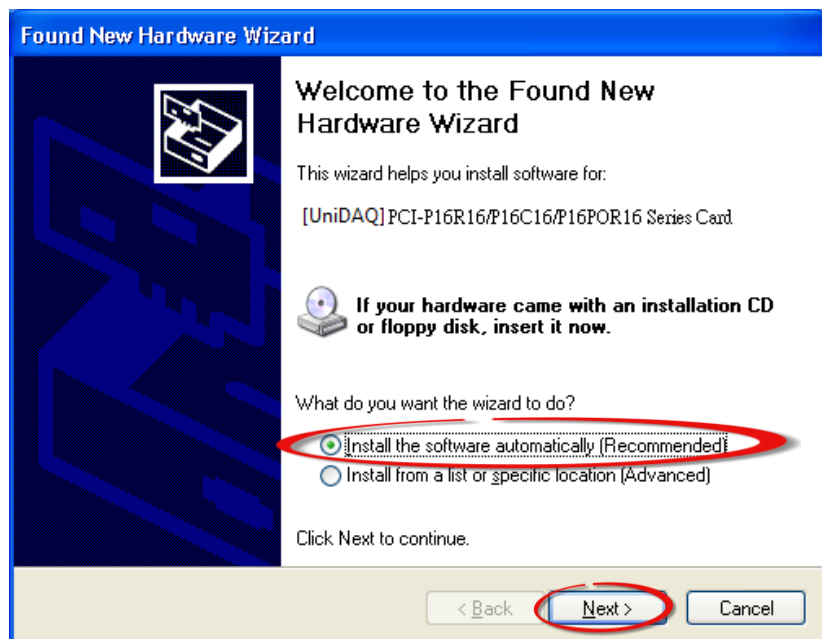 Found New Hardware Wizard
Welcome to the Found New
Hardware Wizard
This wizard helps you install software for:
[UniDAQ] PCI-P16R16/P16C16/P16POR16 Series Card
If your hardware came with an installation CD
or floppy disk, insert it now.
What do you want the wizard to do?
Install the software automatically (Recommended)
Install from a list or specific location (Advanced)
Click Next to continue.
< Back Next > Cancel